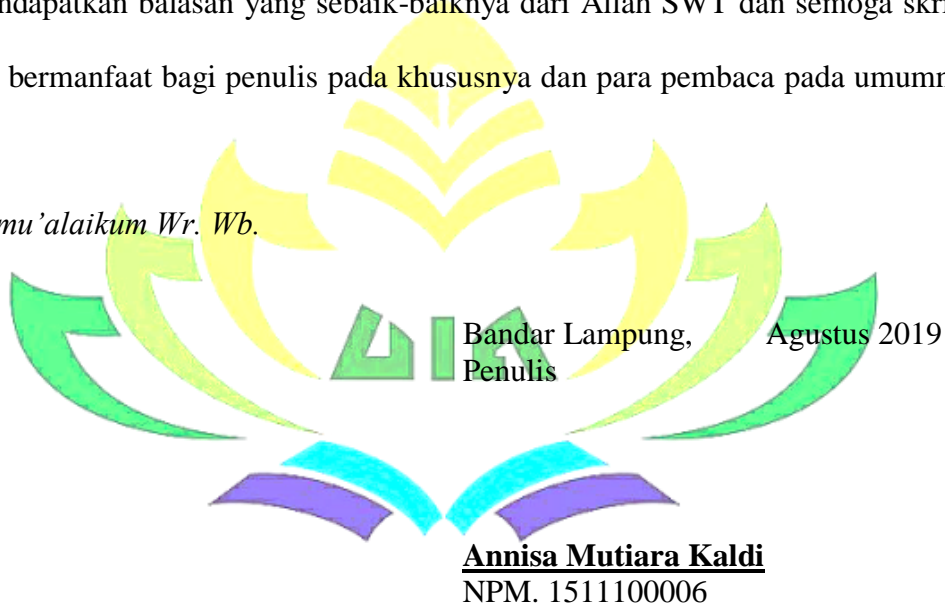 ndapatkan balasan yang sebaik-baiknya dari Allah SWT dan semoga skri
bermanfaat bagi penulis pada khususnya dan para pembaca pada umumn
mu’alaikum Wr. Wb.
Bandar Lampung, Agustus 2019
Penulis
Annisa Mutiara Kaldi
NPM. 1511100006